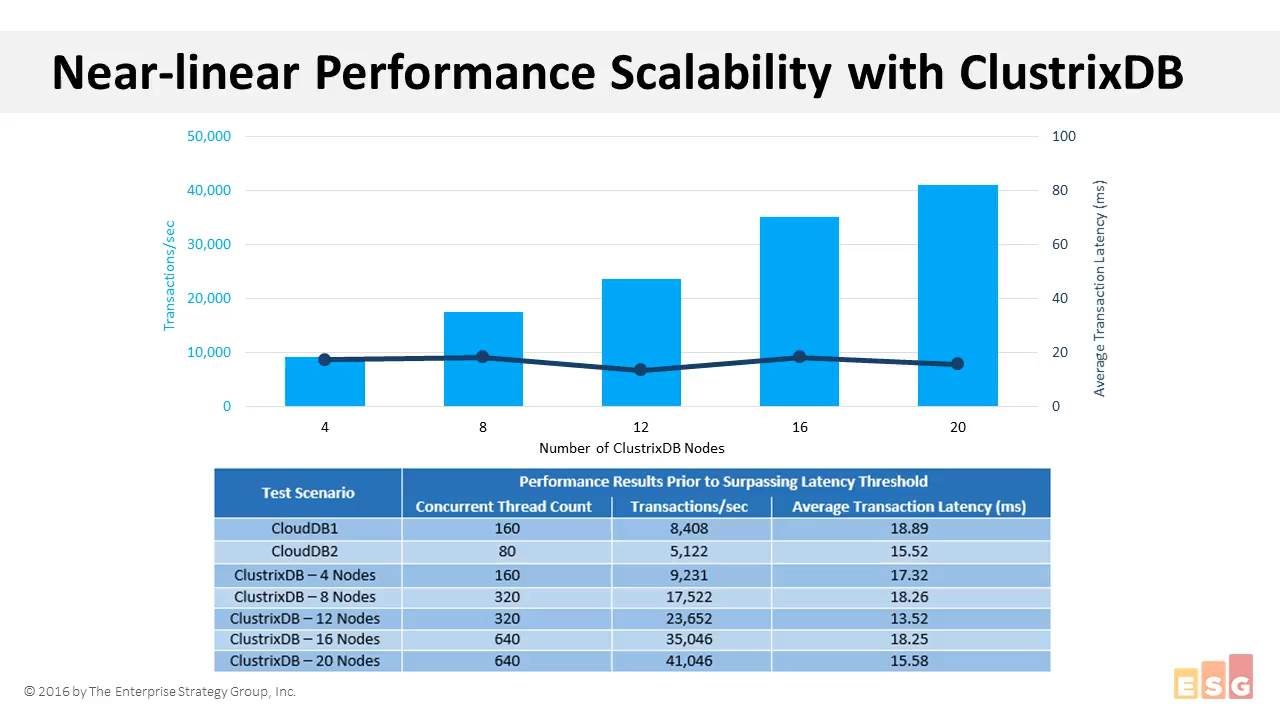 Near-linear Performance Scalability with ClustrixDB
50,000
40,000
30,000
20,000
10,000
0
Transactions/sec
100
80
60
40
20
0
Average Transaction Latency (ms)
4 8 12 16 20
Number of ClustrixDB Nodes
Test Scenario
Performance Results Prior to Surpassing Latency Threshold
Concurrent Thread Count Transactions/sec Average Transaction Latency (ms)
CloudDB1 160 8,408 18.89
CloudDB2 80 5,122 15.52
ClustrixDB – 4 Nodes 160 9,231 17.32
ClustrixDB – 8 Nodes 320 17,522 18.26
ClustrixDB – 12 Nodes 320 23,652 13.52
ClustrixDB – 16 Nodes 640 35,046 18.25
ClustrixDB – 20 Nodes 640 41,046 15.58
© 2016 by The Enterprise Strategy Group, Inc.
ESG